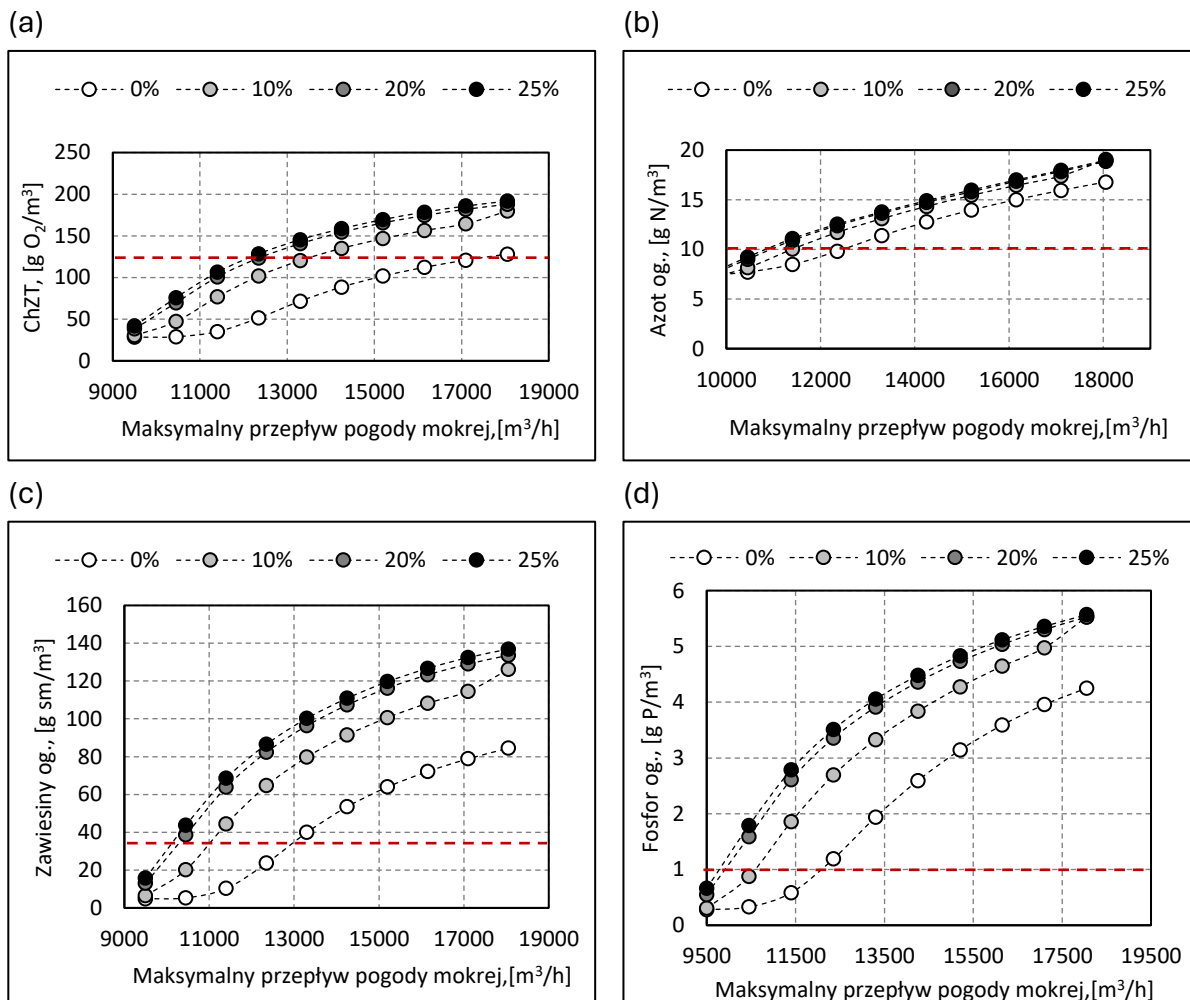 (a)
0% 10% 20% 25%
250
200
150
100
50
0
ChZT, [g O₂/m³]
9000 11000 13000 15000 17000 19000
Maksymalny przepływ pogody mokrej,[m³/h]
(b)
0% 10% 20% 25%
20
15
10
5
0
Azot og., [g N/m³]
10000 12000 14000 16000 18000
Maksymalny przepływ pogody mokrej,[m³/h]
(c)
0% 10% 20% 25%
160
140
120
100
80
60
40
20
0
Zawiesiny og., [g sm/m³]
9000 11000 13000 15000 17000 19000
Maksymalny przepływ pogody mokrej,[m³/h]
(d)
0% 10% 20% 25%
6
5
4
3
2
1
0
Fosfor og., [g P/m³]
9500 11500 13500 15500 17500 19500
Maksymalny przepływ pogody mokrej,[m³/h]